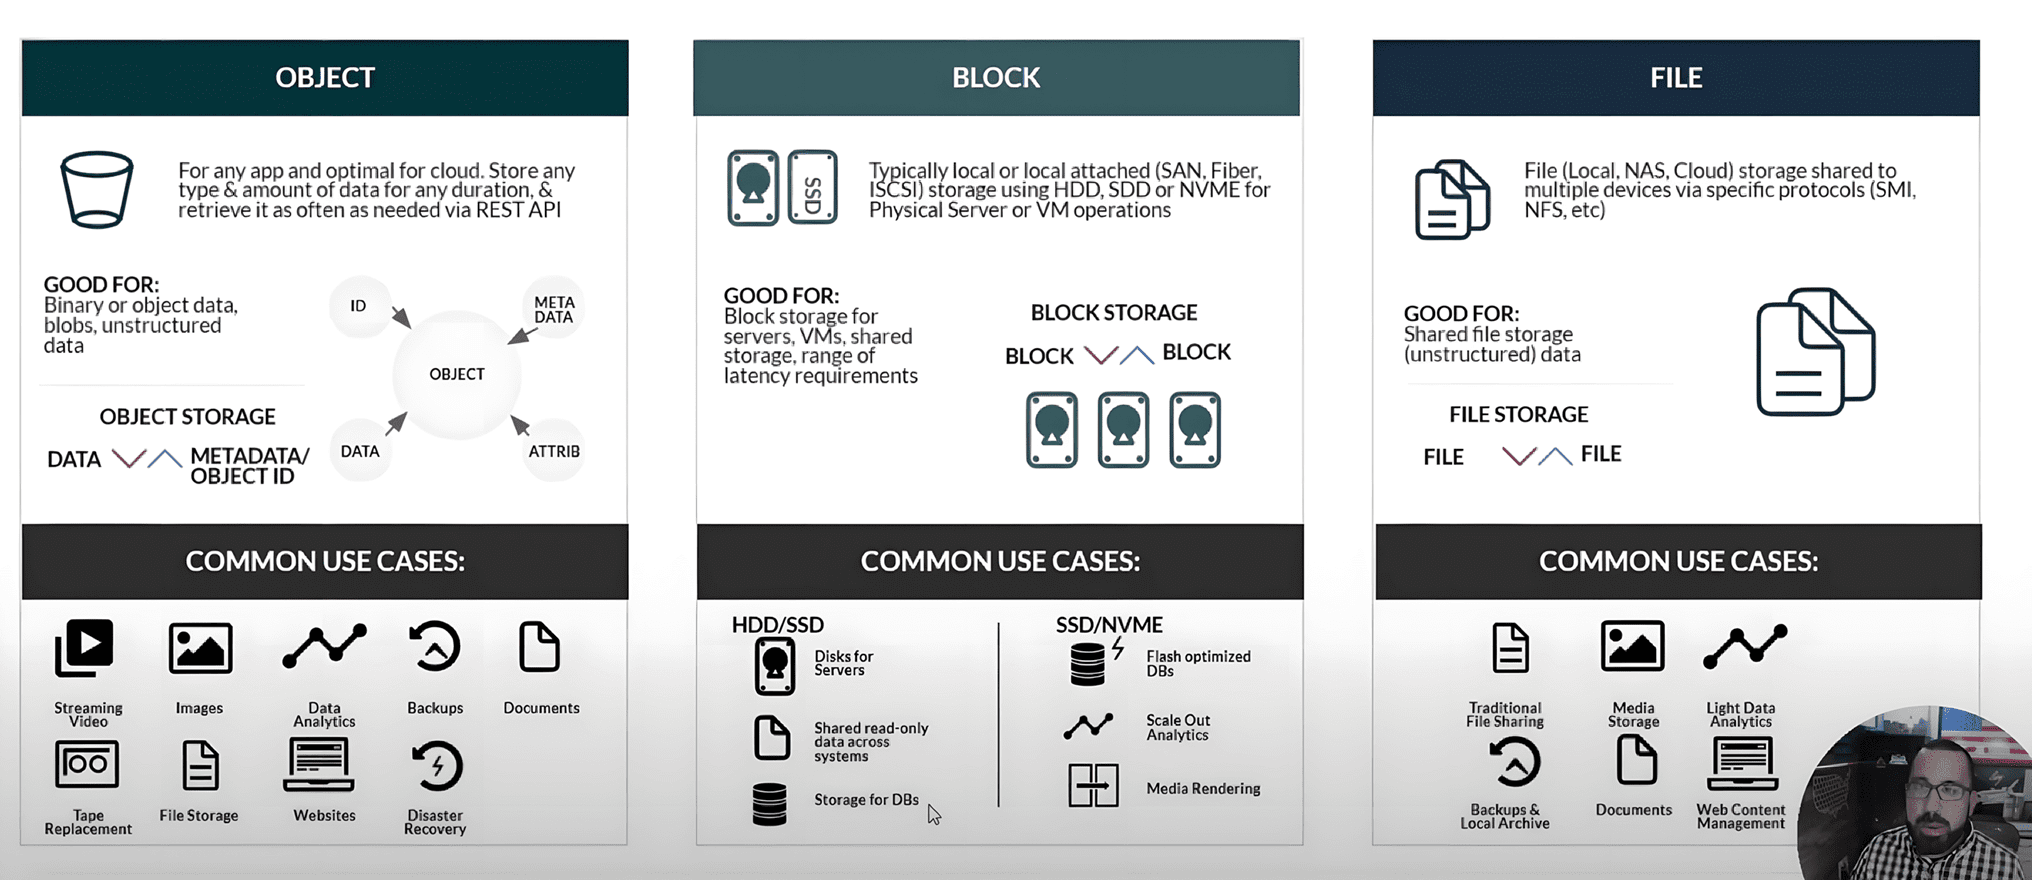 OBJECT
For any app and optimal for cloud. Store any
type & amount of data for any duration, &
retrieve it as often as needed via REST API
GOOD FOR:
Binary or object data,
blobs, unstructured
data
ID
META
DATA
OBJECT
DATA
ATTRIB
OBJECT STORAGE
DATA
METADATA/
OBJECT ID
COMMON USE CASES:
Streaming
Video
Images
Data
Analytics
Backups
Documents
Tape
Replacement
File Storage
Websites
Disaster
Recovery
BLOCK
SSD
Typically local or local attached (SAN, Fiber,
ISCSI) storage using HDD, SDD or NVME for
Physical Server or VM operations
GOOD FOR:
Block storage for
servers, VMs, shared
storage, range of
latency requirements
BLOCK STORAGE
BLOCK
BLOCK
COMMON USE CASES:
HDD/SSD
Disks for
Servers
Shared read-only
data across
systems
Storage for DBs
SSD/NVME
Flash optimized
DBs
Scale Out
Analytics
Media Rendering
FILE
File (Local, NAS, Cloud) storage shared to
multiple devices via specific protocols (SMI,
NFS, etc)
GOOD FOR:
Shared file storage
(unstructured) data
FILE STORAGE
FILE
FILE
COMMON USE CASES:
Traditional
File Sharing
Media
Storage
Light Data
Analytics
Backups &
Local Archive
Documents
Web Content
Management